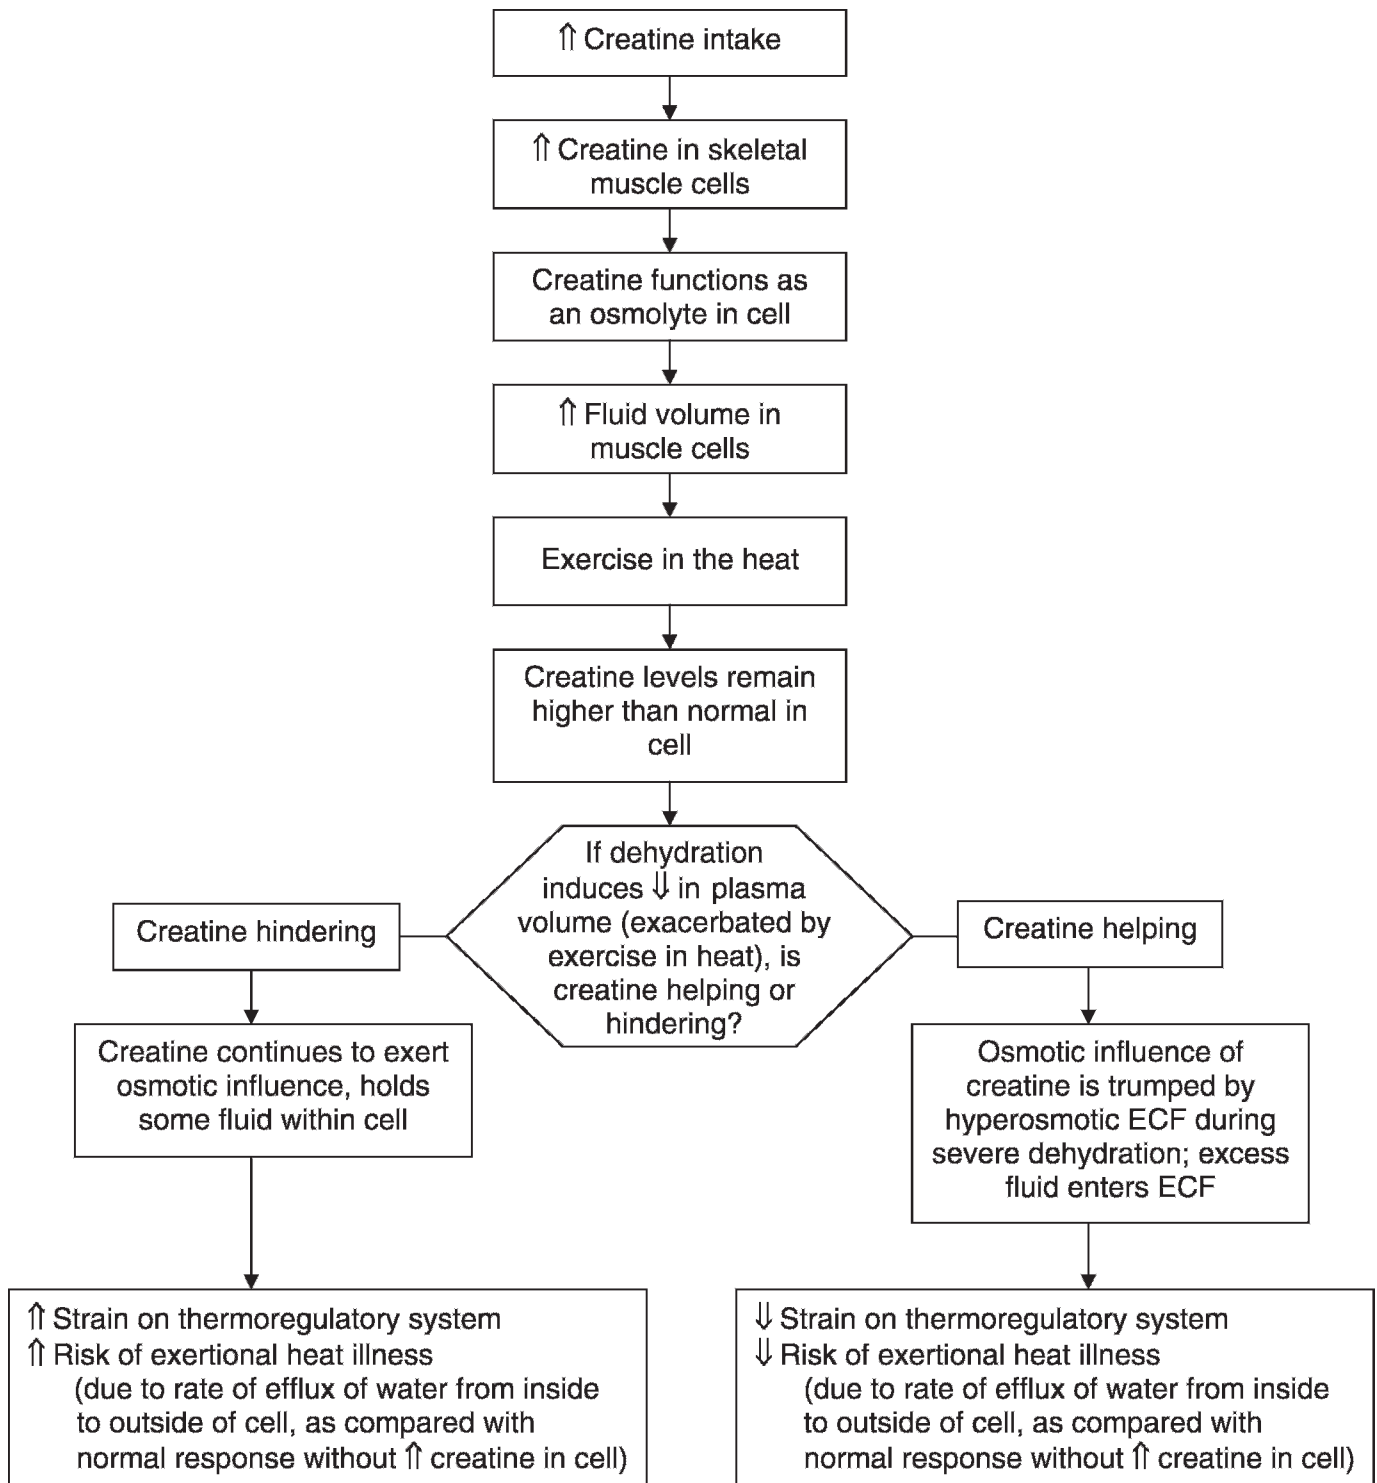 ⇑ Creatine intake
⇑ Creatine in skeletal
muscle cells
Creatine functions as
an osmolyte in cell
⇑ Fluid volume in
muscle cells
Exercise in the heat
Creatine levels remain
higher than normal in
cell
If dehydration
induces ⇓ in plasma
volume (exacerbated by
exercise in heat), is
creatine helping or
hindering?
Creatine hindering
Creatine continues to exert
osmotic influence, holds
some fluid within cell
⇑ Strain on thermoregulatory system
⇑ Risk of exertional heat illness
(due to rate of efflux of water from inside
to outside of cell, as compared with
normal response without ⇑ creatine in cell)
Creatine helping
Osmotic influence of
creatine is trumped by
hyperosmotic ECF during
severe dehydration; excess
fluid enters ECF
⇓ Strain on thermoregulatory system
⇓ Risk of exertional heat illness
(due to rate of efflux of water from inside
to outside of cell, as compared with
normal response without ⇑ creatine in cell)